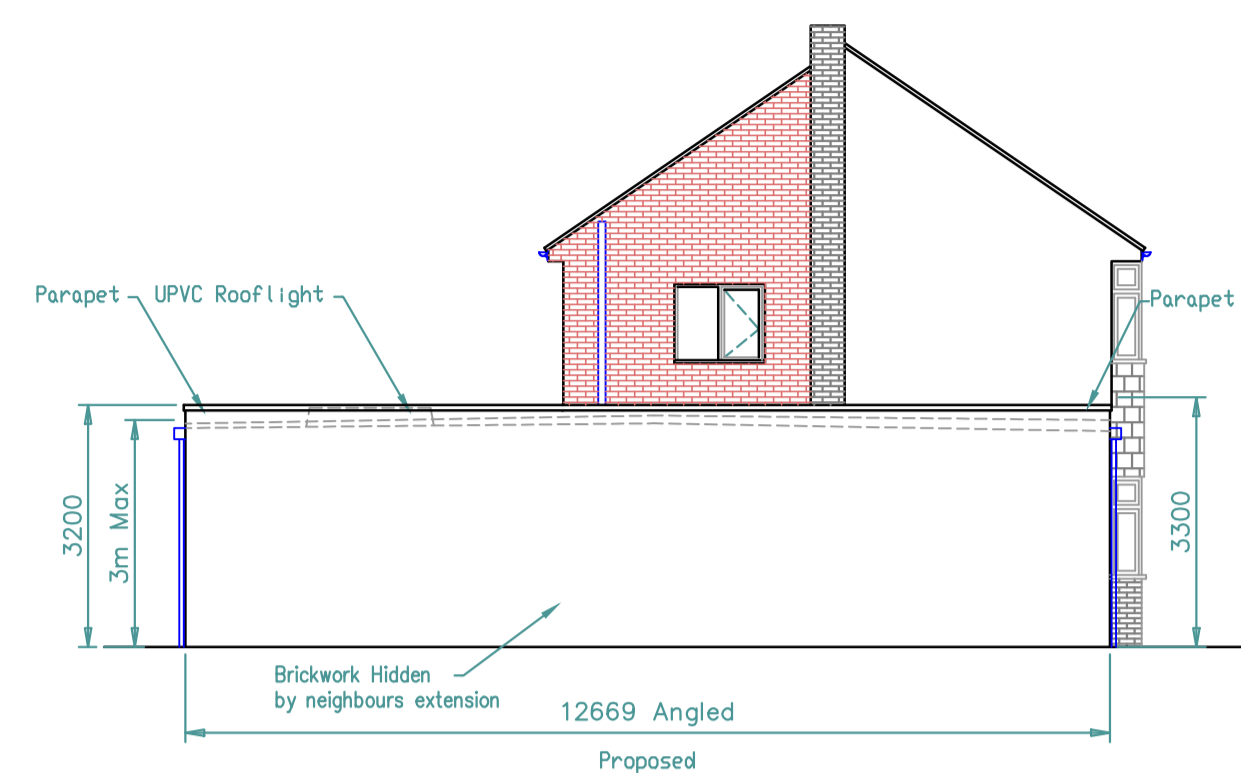 Parapet
UPVC Rooflight
Parapet
3200
3m Max
3300
Brickwork Hidden
by neighbours extension
12669 Angled
Proposed